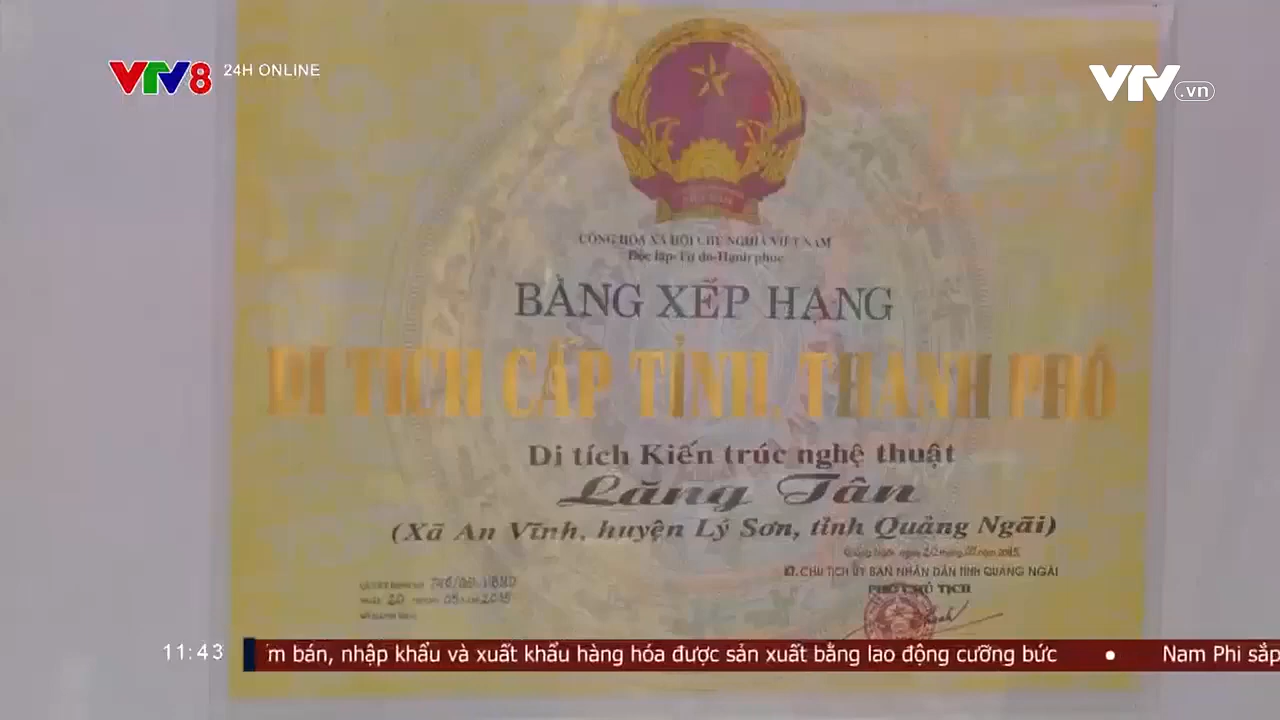 VTV8 24H ONLINE
VTV.vn
CỘNG HÒA XÃ HỘI CHỦ NGHĨA VIỆT NAM
Độc lập-Tự do-Hạnh phúc
BẰNG XẾP HẠNG
DI TÍCH CẤP TỈNH, THÀNH PHỐ
Di tích Kiến trúc nghệ thuật
Lăng Tân
(Xã An Vĩnh, huyện Lý Sơn, tỉnh Quảng Ngãi)
KT. CHỦ TỊCH ỦY BAN NHÂN DÂN TỈNH QUẢNG NGÃI
PHÓ CHỦ TỊCH
11:43
bán, nhập khẩu và xuất khẩu hàng hóa được sản xuất bằng lao động cưỡng bức • Nam Phi sắp